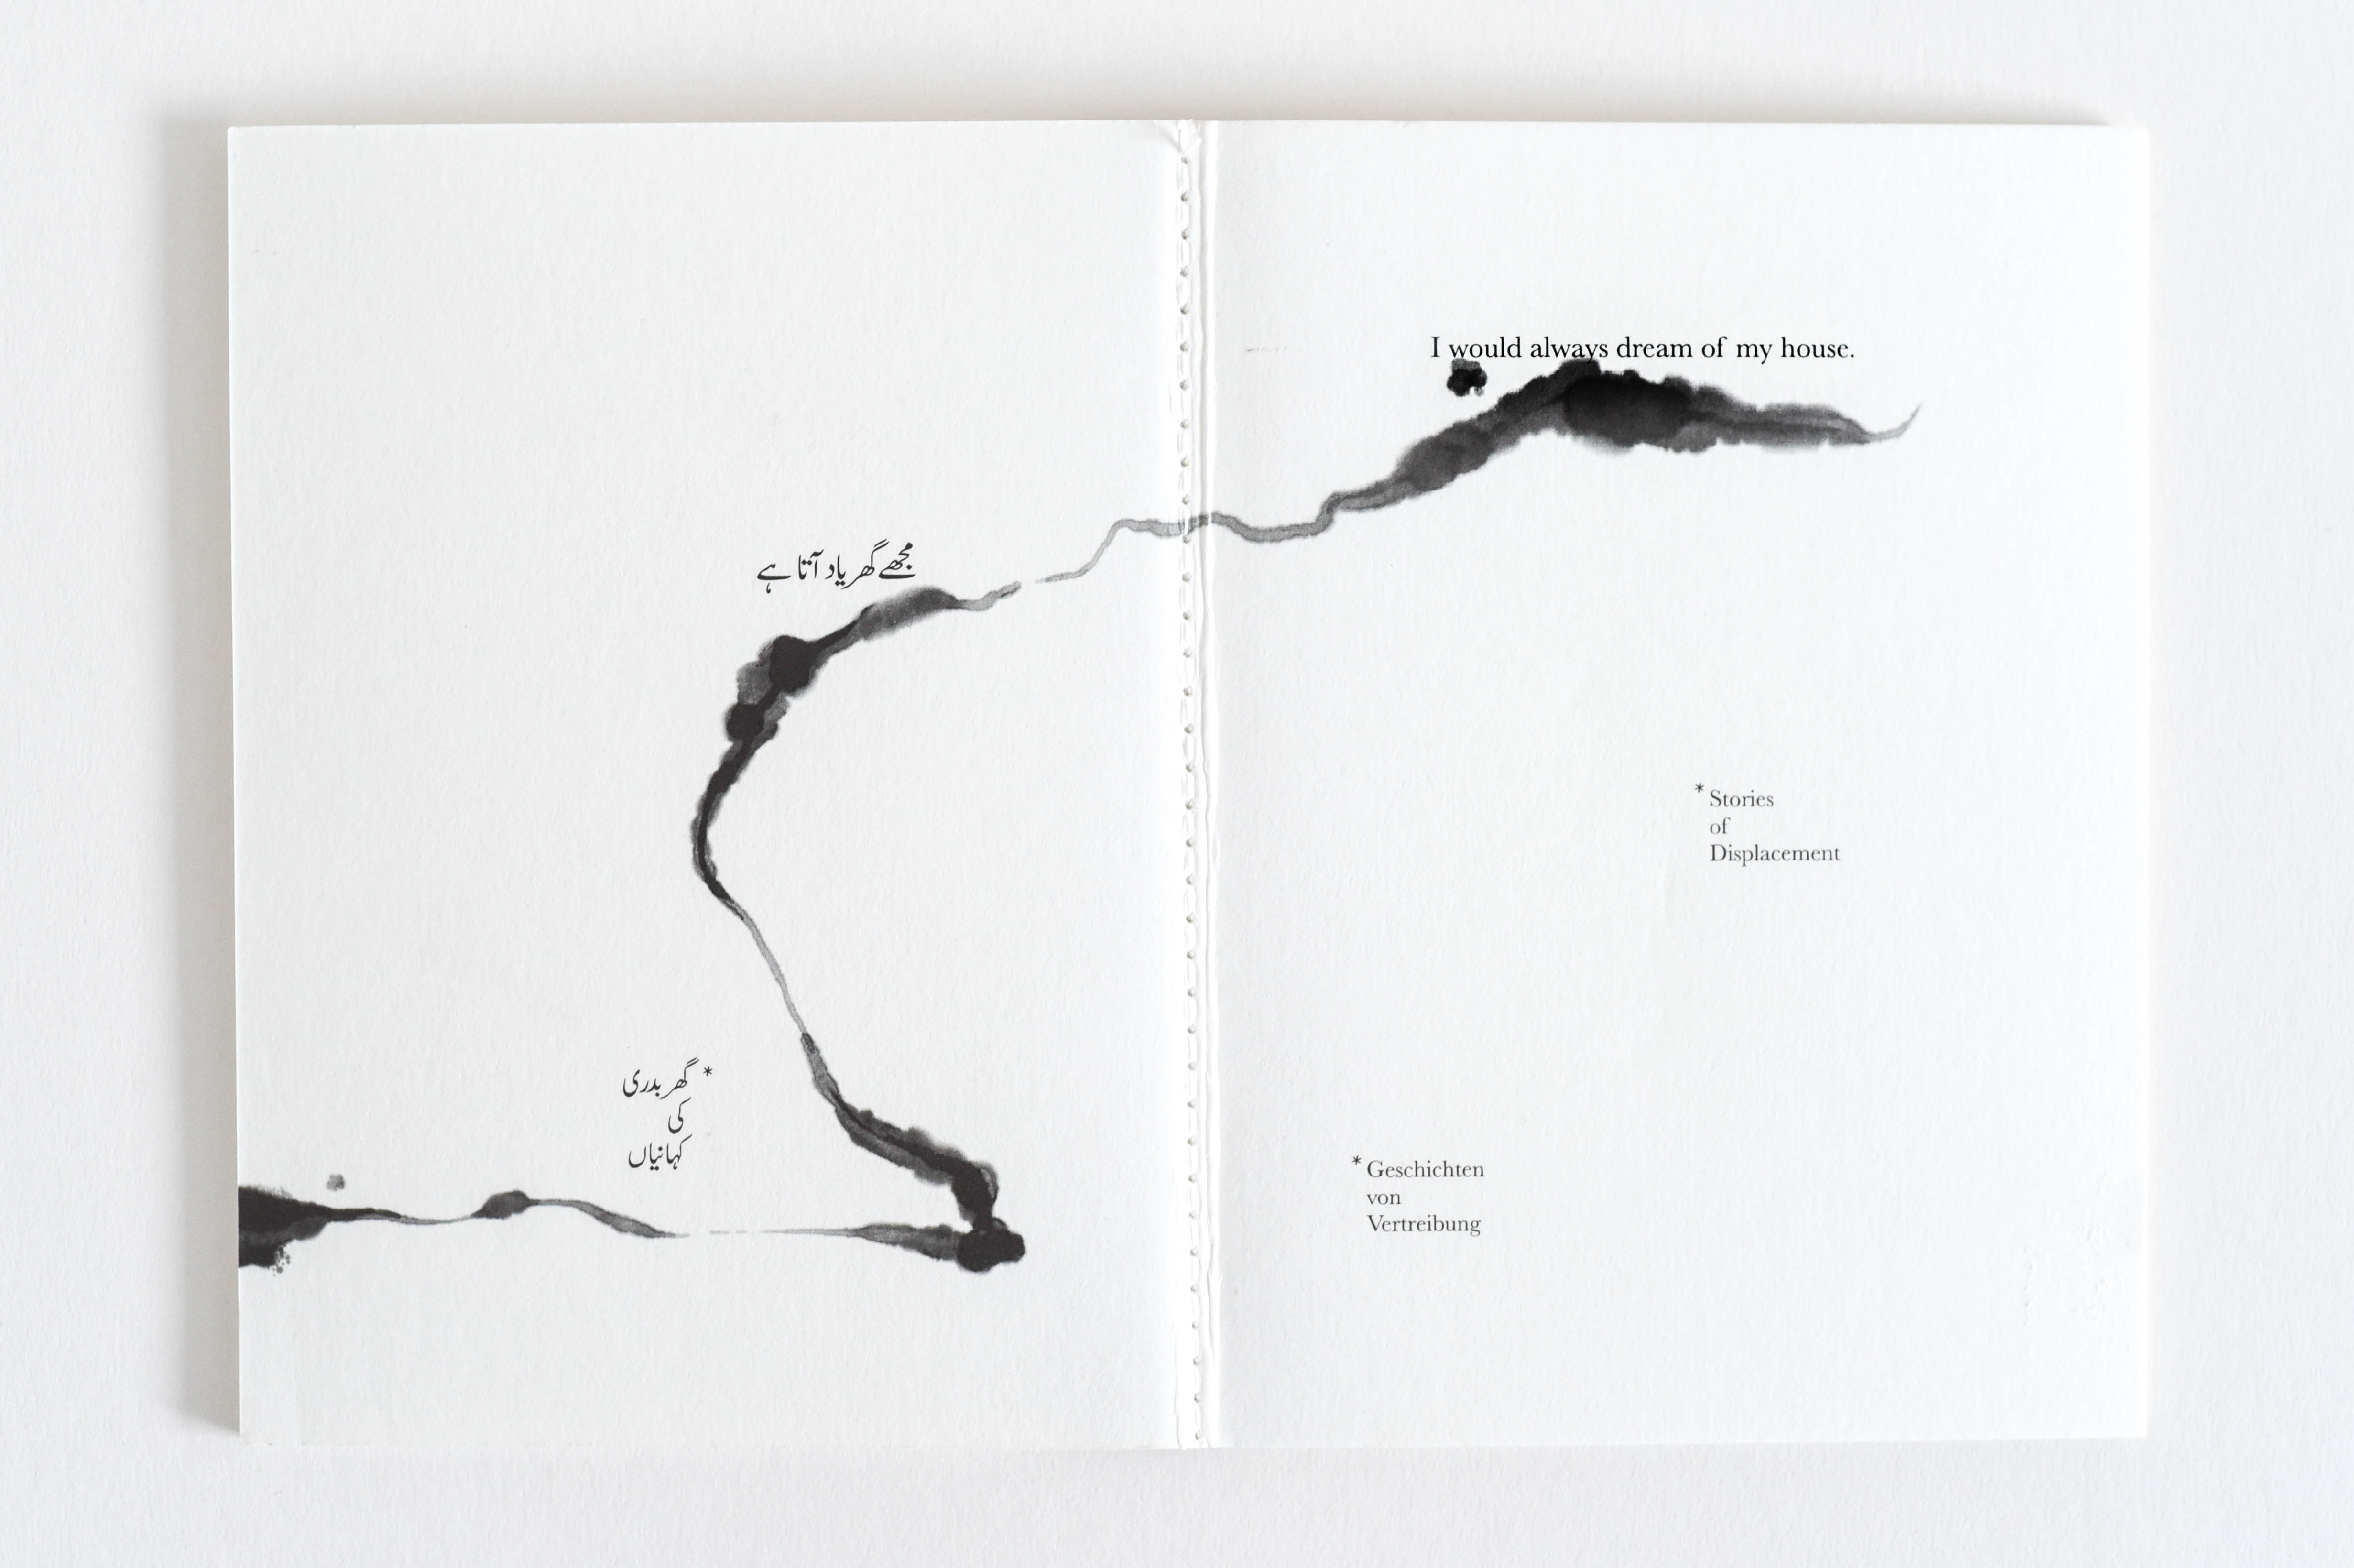 مجھے گھر یاد آتا ہے
* گھر بدری
کی
کہانیاں
I would always dream of my house.
* Stories
of
Displacement
* Geschichten
von
Vertreibung